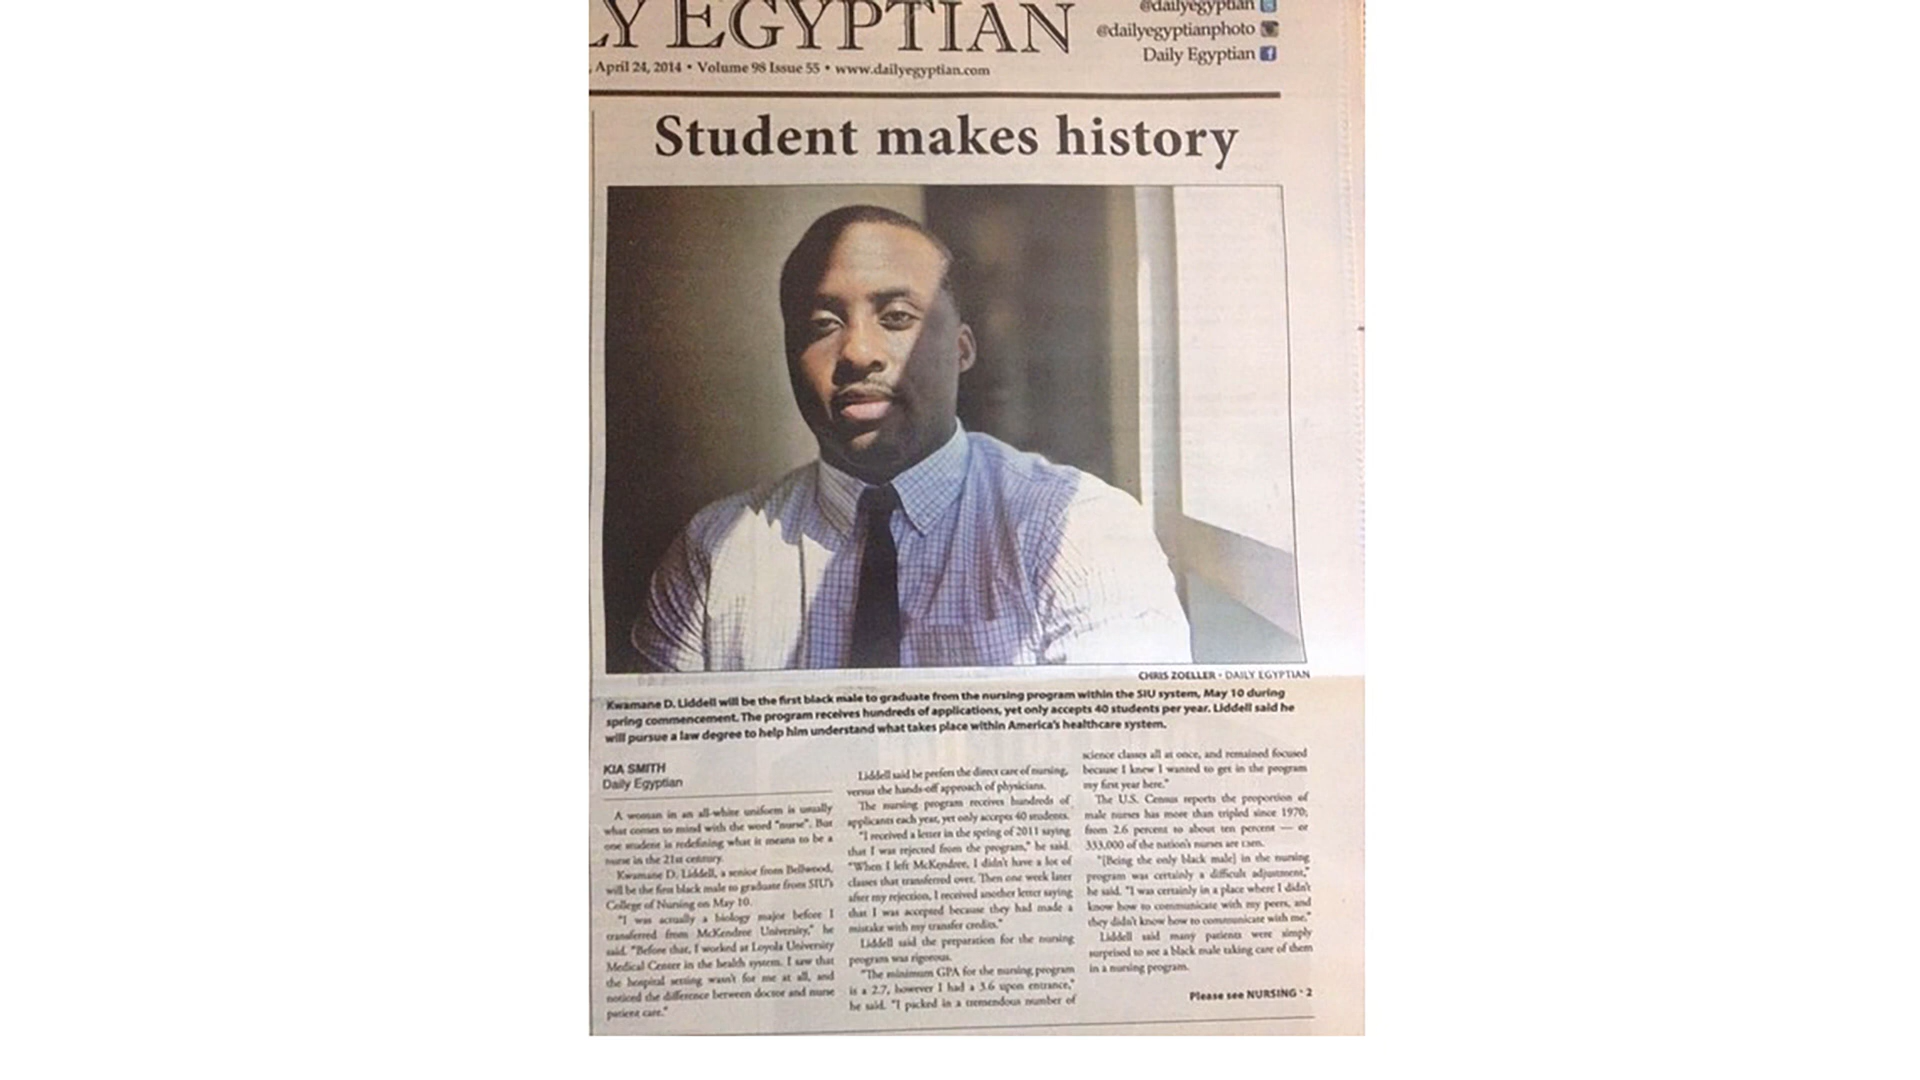 LY EGYPTIAN
@dailyegyptian
@dailyegyptianphoto
Daily Egyptian
, April 24, 2014 • Volume 98 Issue 55 • www.dailyegyptian.com
Student makes history
CHRIS ZOELLER • DAILY EGYPTIAN
Kwamane D. Liddell will be the first black male to graduate from the nursing program within the SIU system, May 10 during
spring commencement. The program receives hundreds of applications, yet only accepts 40 students per year. Liddell said he
will pursue a law degree to help him understand what takes place within America's healthcare system.
KIA SMITH
Daily Egyptian
A woman in an all-white uniform is usually
what comes to mind with the word "nurse". But
one student is redefining what it means to be a
nurse in the 21st century.
Kwamane D. Liddell, a senior from Bellwood,
will be the first black male to graduate from SIU's
College of Nursing on May 10.
"I was actually a biology major before I
transferred from McKendree University," he
said. "Before that, I worked at Loyola University
Medical Center in the health system. I saw that
the hospital setting wasn't for me at all, and
noticed the difference between doctor and nurse
patient care."
Liddell said he prefers the direct care of nursing,
versus the hands-off approach of physicians.
The nursing program receives hundreds of
applicants each year, yet only accepts 40 students.
"I received a letter in the spring of 2011 saying
that I was rejected from the program," he said.
"When I left McKendree, I didn't have a lot of
classes that transferred over. Then one week later
after my rejection, I received another letter saying
that I was accepted because they had made a
mistake with my transfer credits."
Liddell said the preparation for the nursing
program was rigorous.
"The minimum GPA for the nursing program
is a 2.7, however I had a 3.6 upon entrance,"
he said. "I packed in a tremendous number of
science classes all at once, and remained focused
because I knew I wanted to get in the program
my first year here."
The U.S. Census reports the proportion of
male nurses has more than tripled since 1970;
from 2.6 percent to about ten percent — or
333,000 of the nation's nurses are men.
"[Being the only black male] in the nursing
program was certainly a difficult adjustment,"
he said. "I was certainly in a place where I didn't
know how to communicate with my peers, and
they didn't know how to communicate with me."
Liddell said many patients were simply
surprised to see a black male taking care of them
in a nursing program.
Please see NURSING • 2